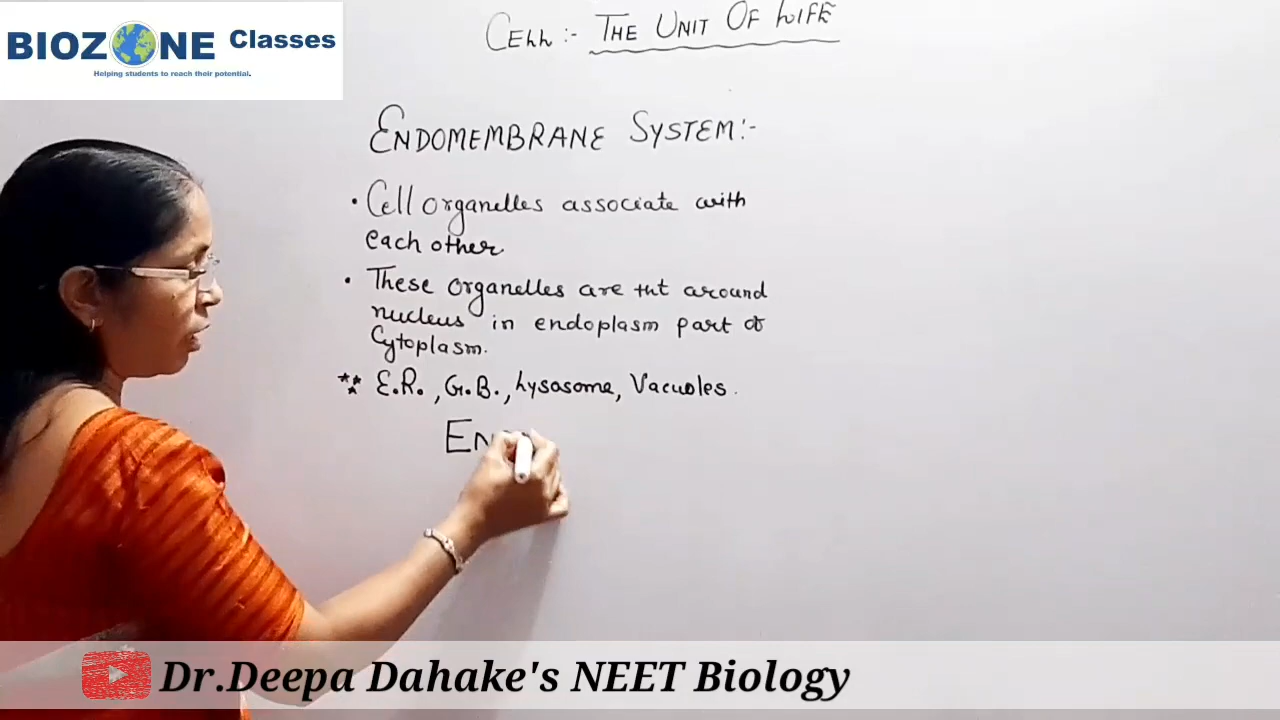 BIOZONE Classes
Helping students to reach their potential.
Cell :- THE UNIT OF LIFE
ENDOMEMBRANE SYSTEM:-
• Cell organelles associate with
each other
• These organelles are around
nucleus in endoplasm part of
Cytoplasm.
** E.R., G.B., Lysosome, Vacuoles.
En
Dr.Deepa Dahake's NEET Biology